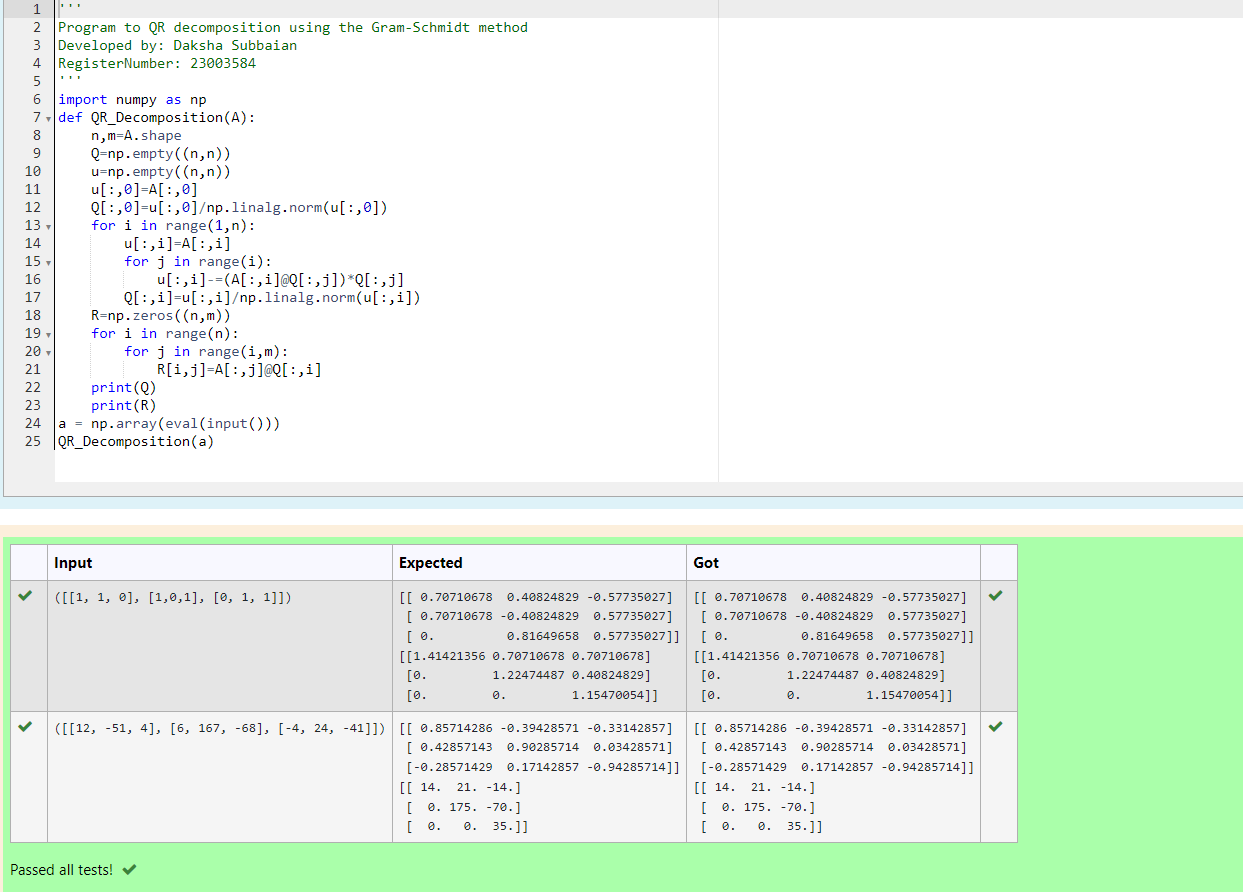 1 '''
2 Program to QR decomposition using the Gram-Schmidt method
3 Developed by: Daksha Subbaian
4 RegisterNumber: 23003584
5 '''
6 import numpy as np
7 def QR_Decomposition(A):
8     n,m=A.shape
9     Q=np.empty((n,n))
10     u=np.empty((n,n))
11     u[:,0]=A[:,0]
12     Q[:,0]=u[:,0]/np.linalg.norm(u[:,0])
13     for i in range(1,n):
14         u[:,i]=A[:,i]
15         for j in range(i):
16             u[:,i]-=(A[:,i]@Q[:,j])*Q[:,j]
17         Q[:,i]=u[:,i]/np.linalg.norm(u[:,i])
18     R=np.zeros((n,m))
19     for i in range(n):
20         for j in range(i,m):
21             R[i,j]=A[:,j]@Q[:,i]
22     print(Q)
23     print(R)
24 a = np.array(eval(input()))
25 QR_Decomposition(a)
Input Expected Got
([[1, 1, 0], [1,0,1], [0, 1, 1]]) [[ 0.70710678  0.40824829 -0.57735027] [[ 0.70710678  0.40824829 -0.57735027]
[ 0.70710678 -0.40824829  0.57735027] [ 0.70710678 -0.40824829  0.57735027]
[ 0.          0.81649658  0.57735027]] [ 0.          0.81649658  0.57735027]]
[[1.41421356 0.70710678 0.70710678] [[1.41421356 0.70710678 0.70710678]
[0.         1.22474487 0.40824829] [0.         1.22474487 0.40824829]
[0.         0.         1.15470054]] [0.         0.         1.15470054]]
([[12, -51, 4], [6, 167, -68], [-4, 24, -41]]) [[ 0.85714286 -0.39428571 -0.33142857] [[ 0.85714286 -0.39428571 -0.33142857]
[ 0.42857143  0.90285714  0.03428571] [ 0.42857143  0.90285714  0.03428571]
[-0.28571429  0.17142857 -0.94285714]] [-0.28571429  0.17142857 -0.94285714]]
[[ 14.  21. -14.] [[ 14.  21. -14.]
[  0. 175. -70.] [  0. 175. -70.]
[  0.   0.  35.]] [  0.   0.  35.]]
Passed all tests!